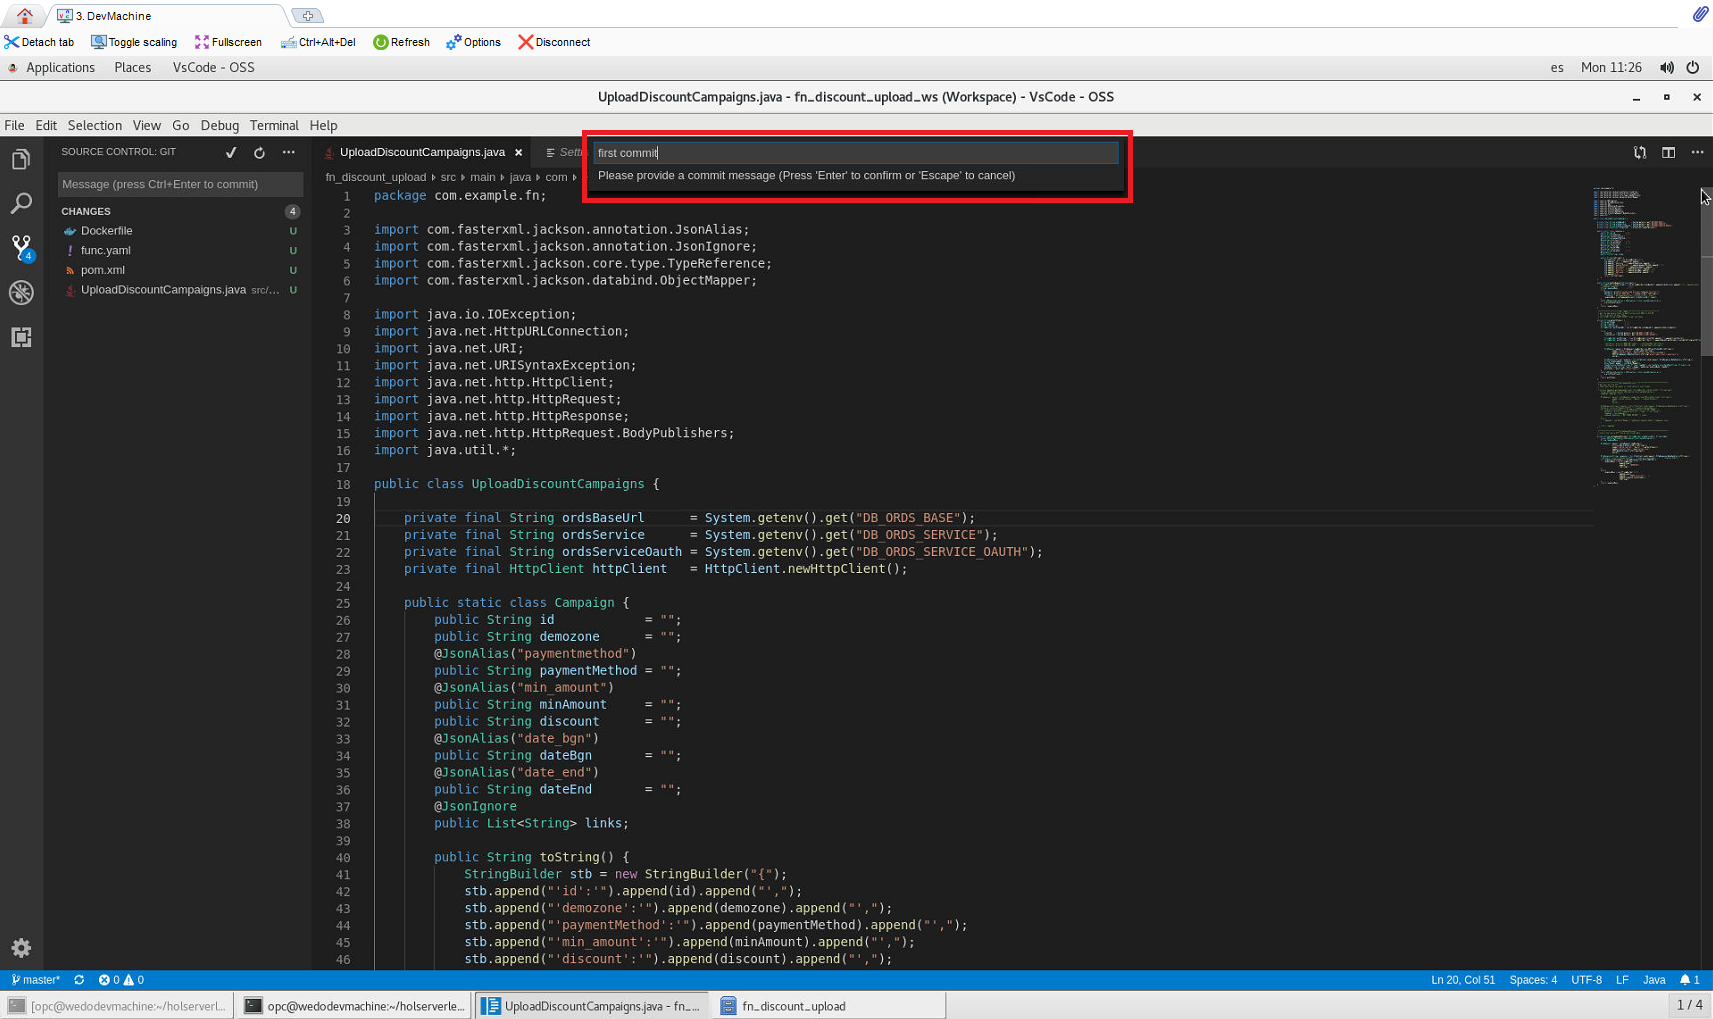 3. DevMachine
Detach tab Toggle scaling Fullscreen Ctrl+Alt+Del Refresh Options Disconnect
Applications Places VsCode - OSS es Mon 11:26
UploadDiscountCampaigns.java - fn_discount_upload_ws (Workspace) - VsCode - OSS
File Edit Selection View Go Debug Terminal Help
SOURCE CONTROL: GIT
Message (press Ctrl+Enter to commit)
CHANGES 4
Dockerfile U
func.yaml U
pom.xml U
UploadDiscountCampaigns.java src/... U
4
UploadDiscountCampaigns.java Setti
first commit
Please provide a commit message (Press 'Enter' to confirm or 'Escape' to cancel)
fn_discount_upload › src › main › java › com ›
1 package com.example.fn;
2
3 import com.fasterxml.jackson.annotation.JsonAlias;
4 import com.fasterxml.jackson.annotation.JsonIgnore;
5 import com.fasterxml.jackson.core.type.TypeReference;
6 import com.fasterxml.jackson.databind.ObjectMapper;
7
8 import java.io.IOException;
9 import java.net.HttpURLConnection;
10 import java.net.URI;
11 import java.net.URISyntaxException;
12 import java.net.http.HttpClient;
13 import java.net.http.HttpRequest;
14 import java.net.http.HttpResponse;
15 import java.net.http.HttpRequest.BodyPublishers;
16 import java.util.*;
17
18 public class UploadDiscountCampaigns {
19
20 private final String ordsBaseUrl = System.getenv().get("DB_ORDS_BASE");
21 private final String ordsService = System.getenv().get("DB_ORDS_SERVICE");
22 private final String ordsServiceOauth = System.getenv().get("DB_ORDS_SERVICE_OAUTH");
23 private final HttpClient httpClient = HttpClient.newHttpClient();
24
25 public static class Campaign {
26 public String id = "";
27 public String demozone = "";
28 @JsonAlias("paymentmethod")
29 public String paymentMethod = "";
30 @JsonAlias("min_amount")
31 public String minAmount = "";
32 public String discount = "";
33 @JsonAlias("date_bgn")
34 public String dateBgn = "";
35 @JsonAlias("date_end")
36 public String dateEnd = "";
37 @JsonIgnore
38 public List<String> links;
39
40 public String toString() {
41 StringBuilder stb = new StringBuilder("{");
42 stb.append("'id':'").append(id).append("',");
43 stb.append("'demozone':'").append(demozone).append("',");
44 stb.append("'paymentMethod':'").append(paymentMethod).append("',");
45 stb.append("'min_amount':'").append(minAmount).append("',");
46 stb.append("'discount':'").append(discount).append("',");
master* 0 0 Ln 20, Col 51 Spaces: 4 UTF-8 LF Java 1
[opc@wedodevmachine:~/holserverl... opc@wedodevmachine:~/holserverle... UploadDiscountCampaigns.java - fn_... fn_discount_upload 1 / 4